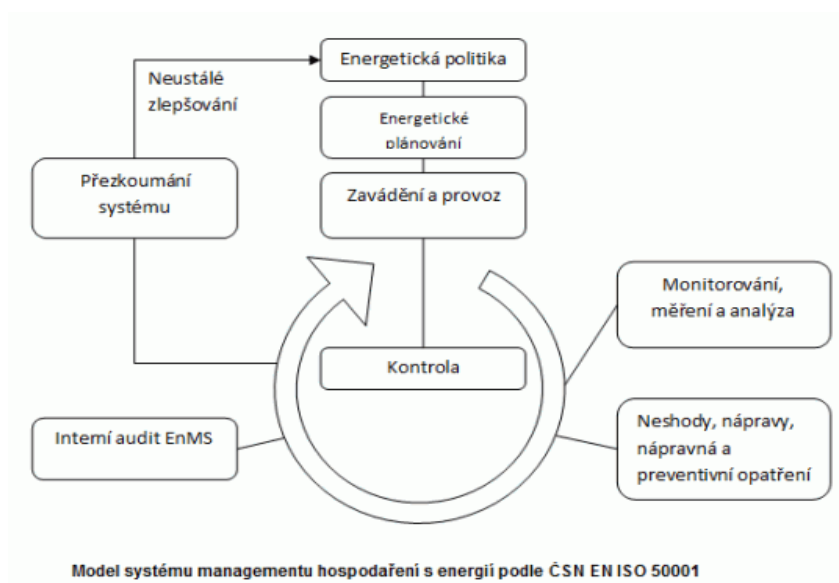 Energetická politika
Neustálé
zlepšování
Energetické
plánování
Přezkoumání
systému
Zavádění a provoz
Monitorování,
měření a analýza
Kontrola
Interní audit EnMS
Neshody, nápravy,
nápravná a
preventivní opatření
Model systému managementu hospodaření s energií podle ČSN EN ISO 50001